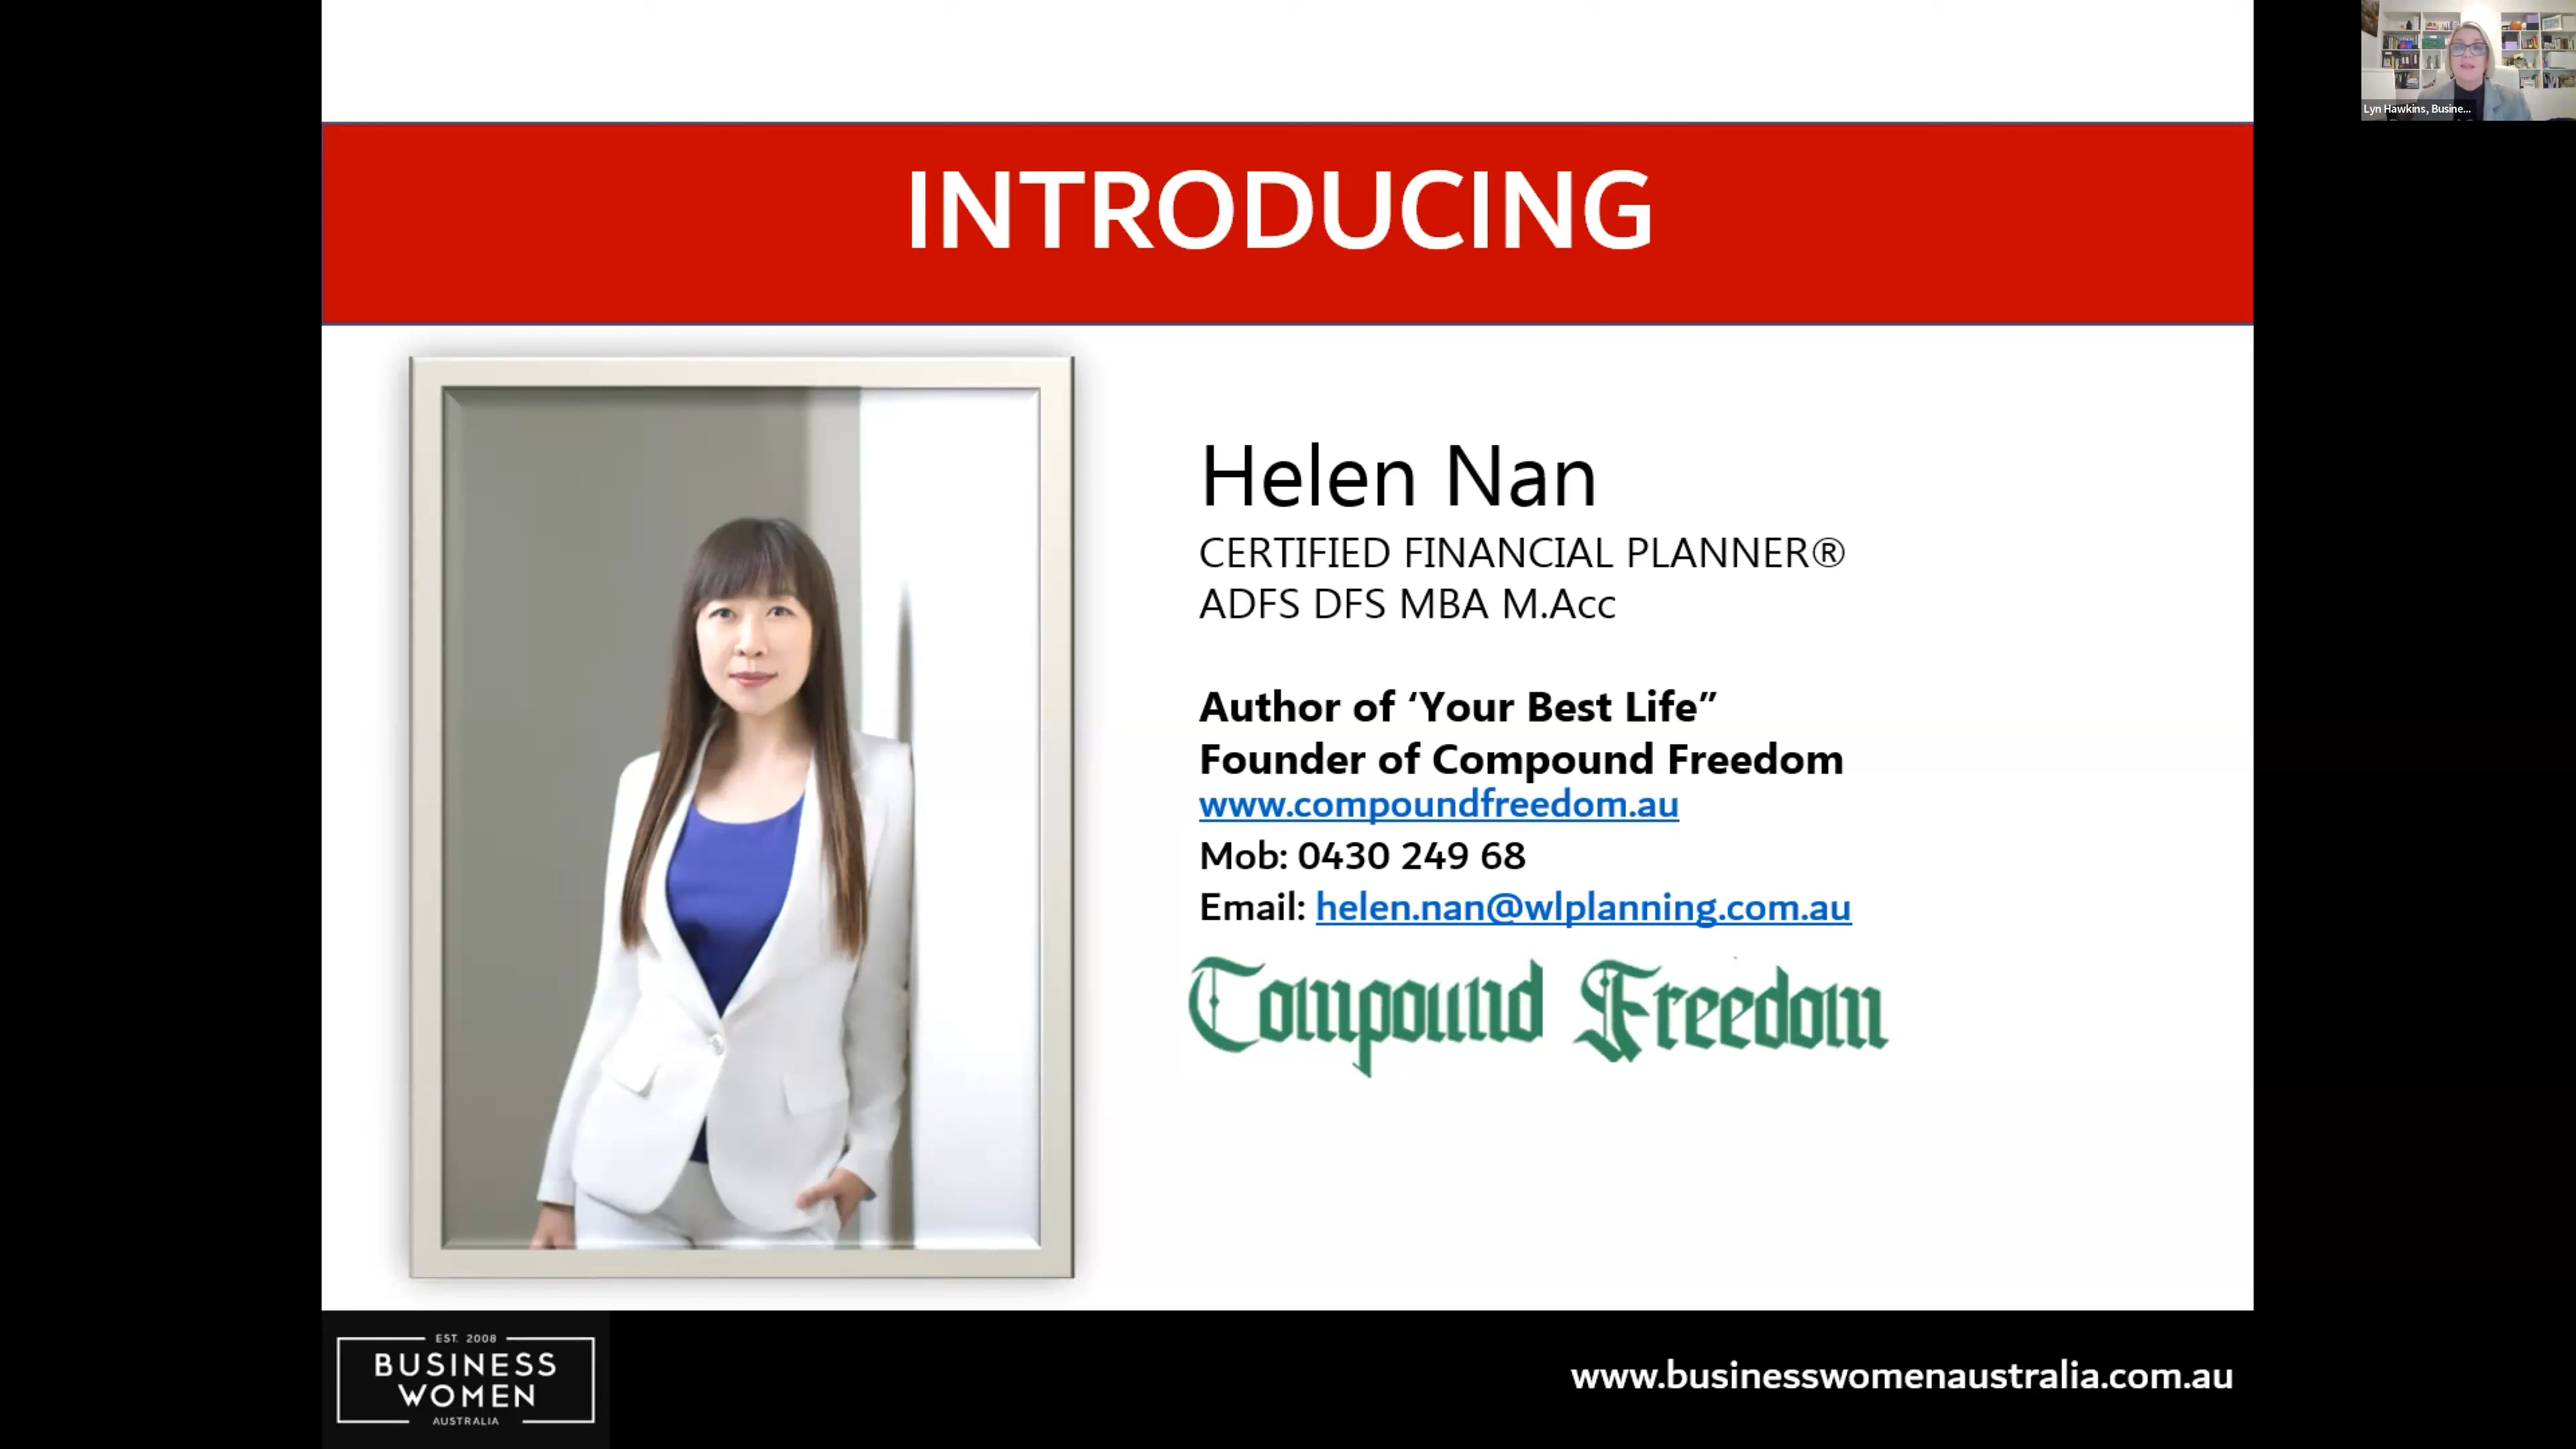 Lyn Hawkins, Busine...
INTRODUCING
Helen Nan
CERTIFIED FINANCIAL PLANNER®
ADFS DFS MBA M.Acc
Author of ‘Your Best Life”
Founder of Compound Freedom
www.compoundfreedom.au
Mob: 0430 249 68
Email: helen.nan@wlplanning.com.au
Compound Freedom
EST. 2008
BUSINESS
WOMEN
AUSTRALIA
www.businesswomenaustralia.com.au